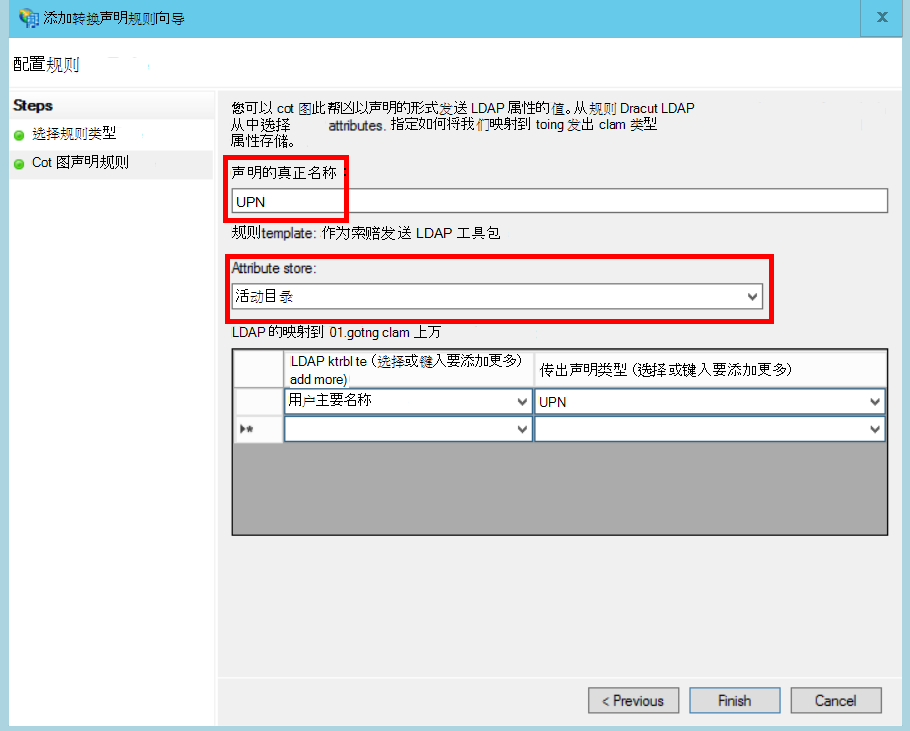 添加转换声明规则向导
x
配置规则
Steps
选择规则类型
Cot 图声明规则
您可以 cot 图此帮凶以声明的形式发送 LDAP 属性的值。从规则 Dracut LDAP
从中选择 attributes. 指定如何将我们映射到 toing 发出 clam 类型
属性存储。
声明的真正名称:
UPN
规则template: 作为索赔发送 LDAP 工具包
Attribute store:
活动目录
LDAP 的映射到 01.gotng clam 上万
LDAP ktrbl te (选择或键入要添加更多)
add more)
传出声明类型 (选择或键入要添加更多)
用户主要名称
UPN
< Previous
Finish
Cancel